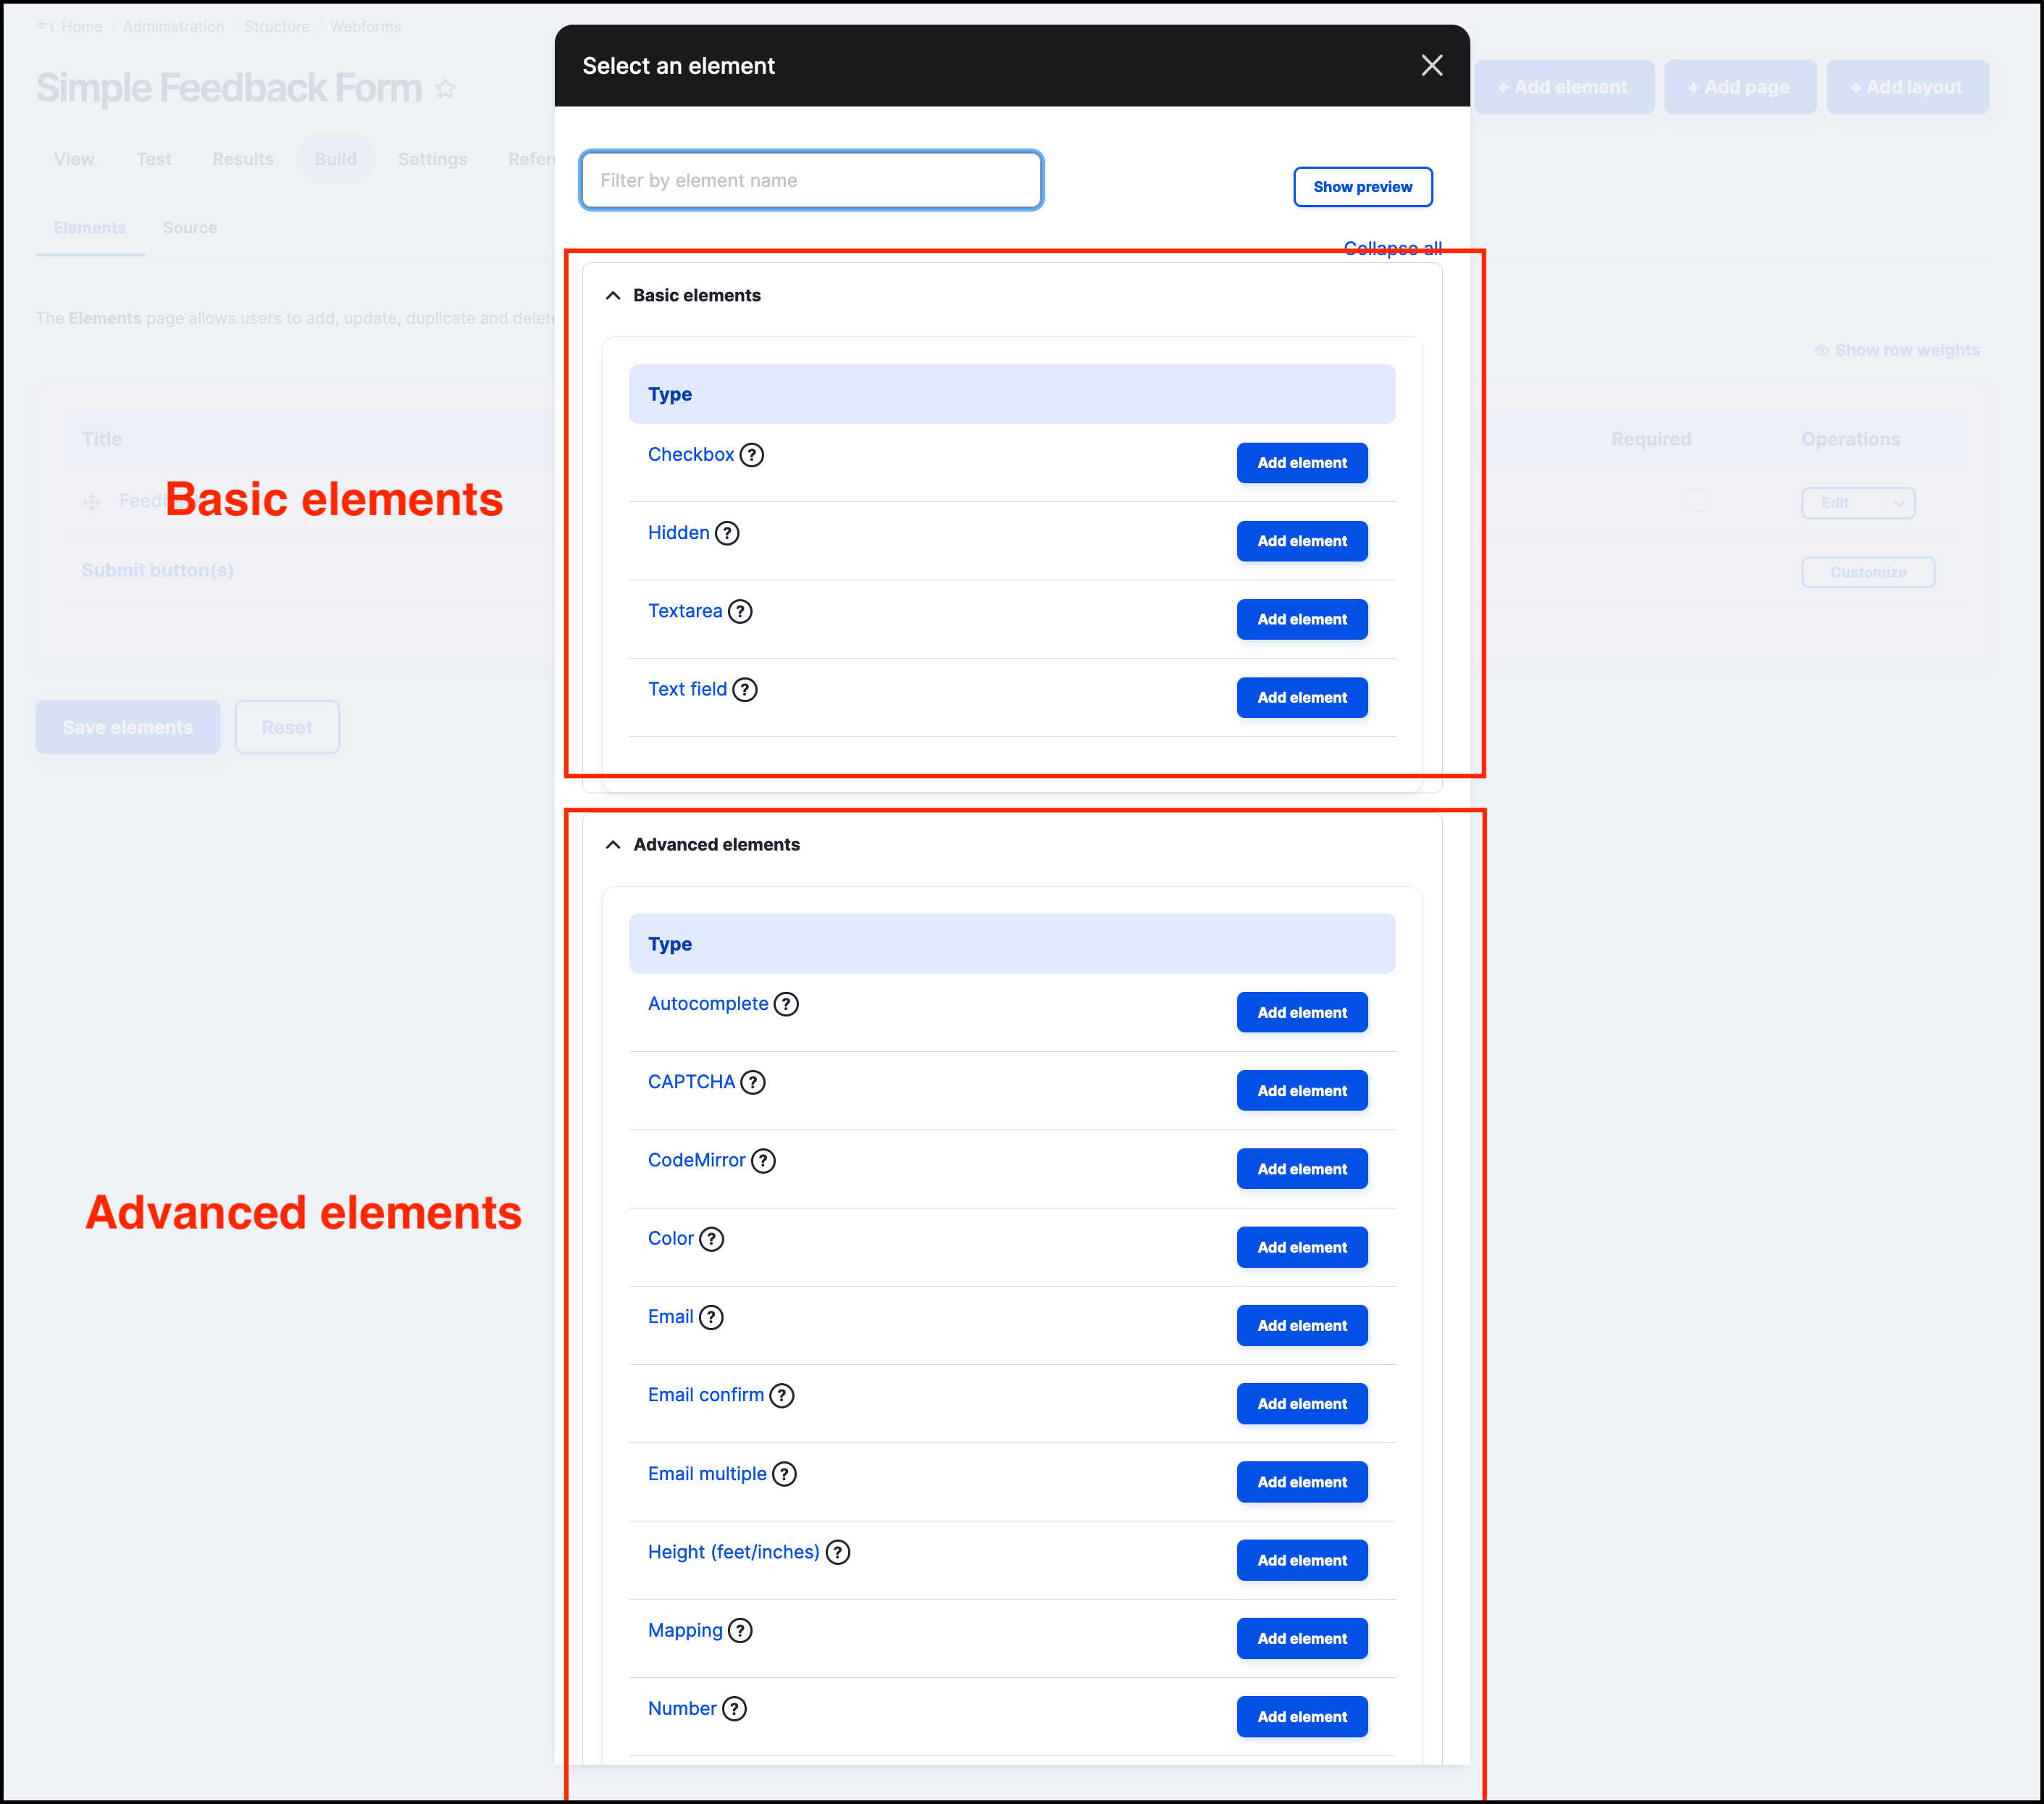 Home / Administration / Structure / Webforms
Simple Feedback Form
+ Add element
+ Add page
+ Add layout
View
Test
Results
Build
Settings
Elements
Source
The Elements page allows users to add, update, duplicate and
Show row weights
Title
Required
Operations
Edit
Submit button(s)
Customize
Save elements
Reset
Select an element
Filter by element name
Show preview
Collapse all
Basic elements
Type
Checkbox ?
Add element
Hidden ?
Add element
Textarea ?
Add element
Text field ?
Add element
Basic elements
Advanced elements
Type
Autocomplete ?
Add element
CAPTCHA ?
Add element
CodeMirror ?
Add element
Color ?
Add element
Email ?
Add element
Email confirm ?
Add element
Email multiple ?
Add element
Height (feet/inches) ?
Add element
Mapping ?
Add element
Number ?
Add element
Advanced elements